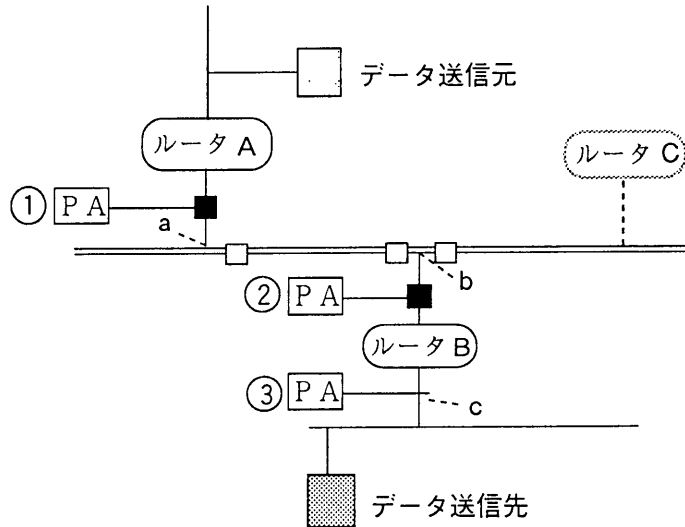 データ送信元
ルータ A
ルータ C
① PA
a
b
② PA
ルータ B
③ PA
c
データ送信先